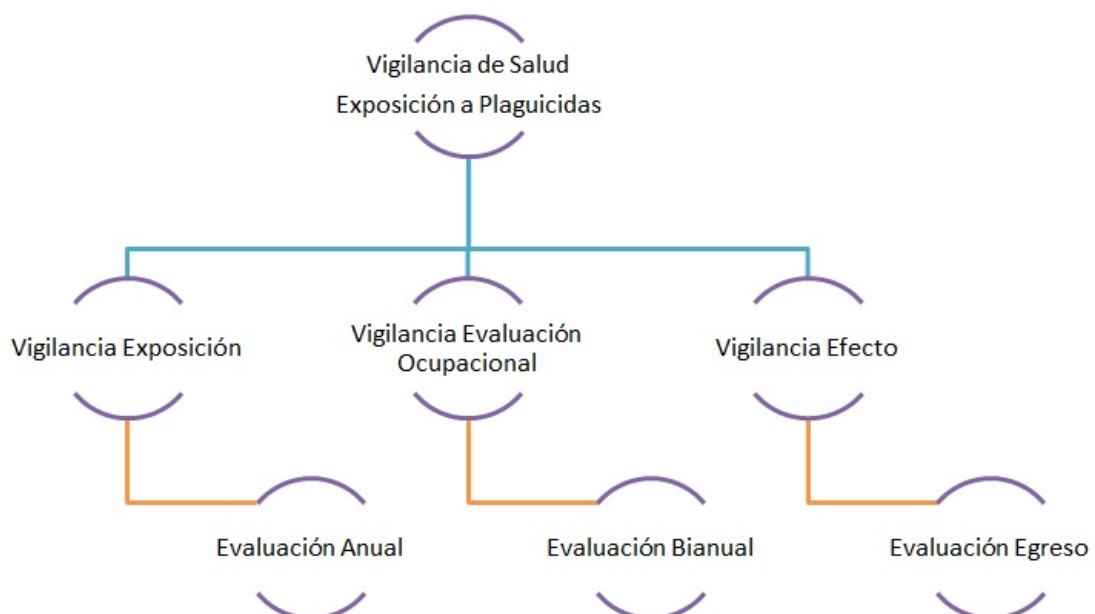 Vigilancia de Salud
Exposición a Plaguicidas
Vigilancia Exposición
Vigilancia Evaluación
Ocupacional
Vigilancia Efecto
Evaluación Anual
Evaluación Bianual
Evaluación Egreso